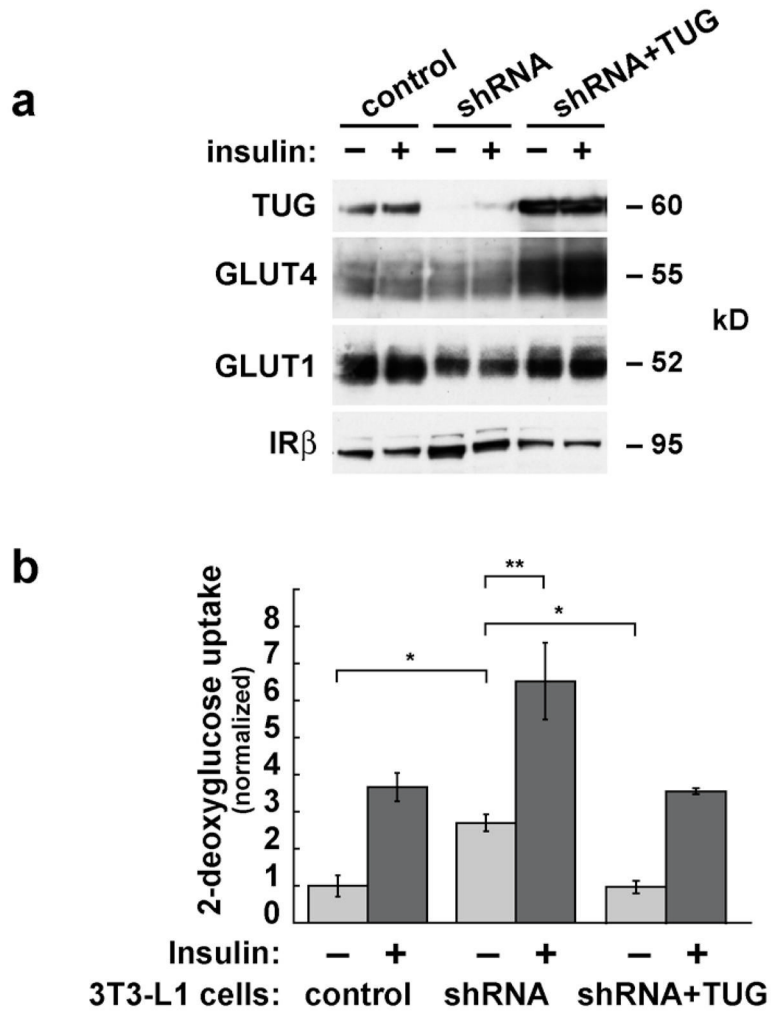 a
control shRNA shRNA+TUG
insulin: – + – + – +
TUG – 60
GLUT4 – 55
kD
GLUT1 – 52
IRβ – 95
b
2-deoxyglucose uptake
(normalized)
8
7
6
5
4
3
2
1
0
**
*
*
Insulin: – + – + – +
3T3-L1 cells: control shRNA shRNA+TUG